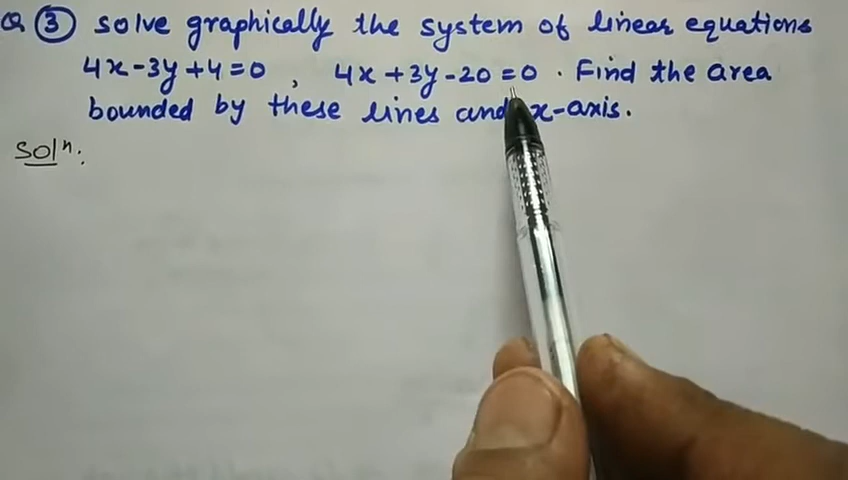 Q ③ solve graphically the system of linear equations
4x-3y+4=0 , 4x+3y-20=0 . Find the area
bounded by these lines and x-axis.
Solⁿ: